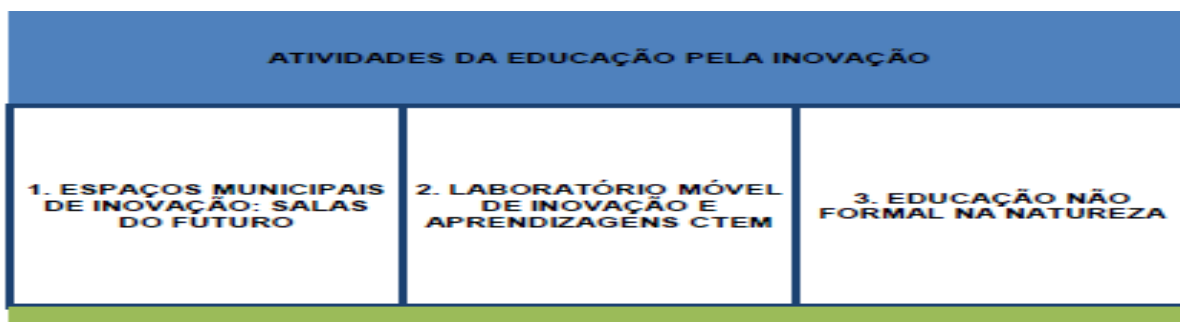 ATIVIDADES DA EDUCAÇÃO PELA INOVAÇÃO
1. ESPAÇOS MUNICIPAIS
DE INOVAÇÃO: SALAS
DO FUTURO
2. LABORATÓRIO MÓVEL
DE INOVAÇÃO E
APRENDIZAGENS CTEM
3. EDUCAÇÃO NÃO
FORMAL NA NATUREZA